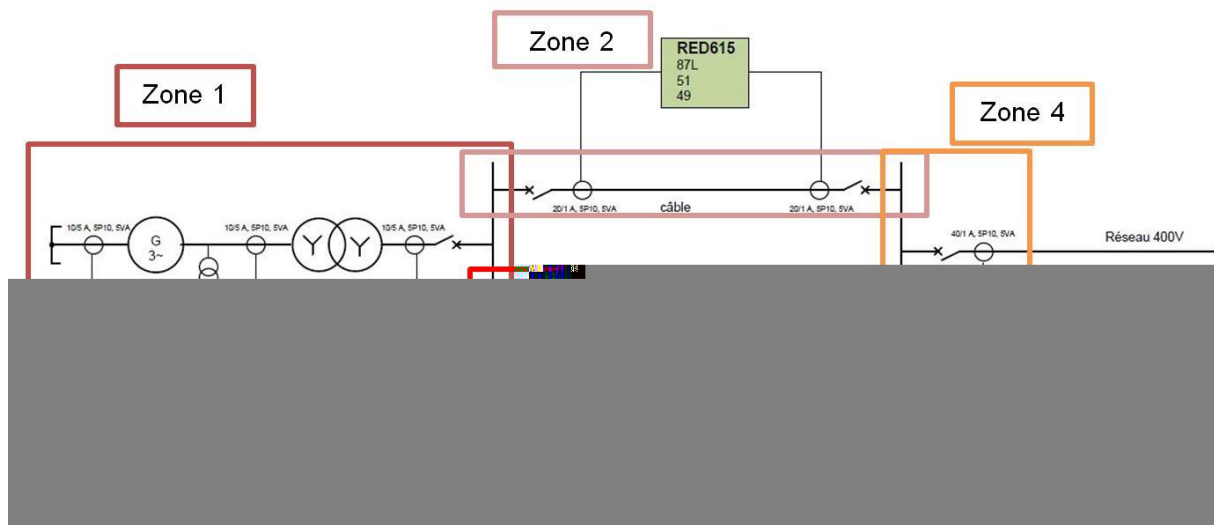 Zone 2
RED615
87L
51
49
Zone 1
Zone 4
20/1 A, 5P10, 5VA
câble
20/1 A, 5P10, 5VA
10/5 A, 5P10, 5VA
G
3~
10/5 A, 5P10, 5VA
Y Y
10/5 A, 5P10, 5VA
40/1 A, 5P10, 5VA
Réseau 400V